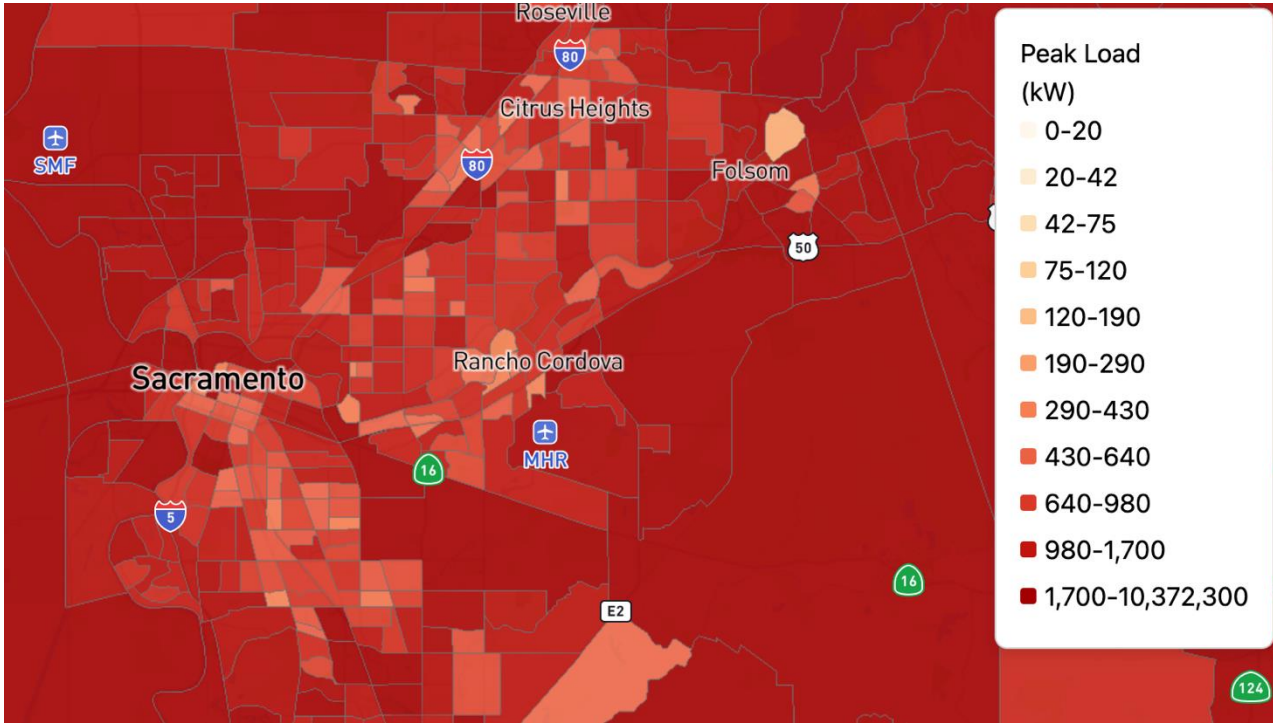 Roseville
80
Citrus Heights
SMF
80
Folsom
50
Rancho Cordova
Sacramento
MHR
16
5
16
E2
124
Peak Load
(kW)
0-20
20-42
42-75
75-120
120-190
190-290
290-430
430-640
640-980
980-1,700
1,700-10,372,300